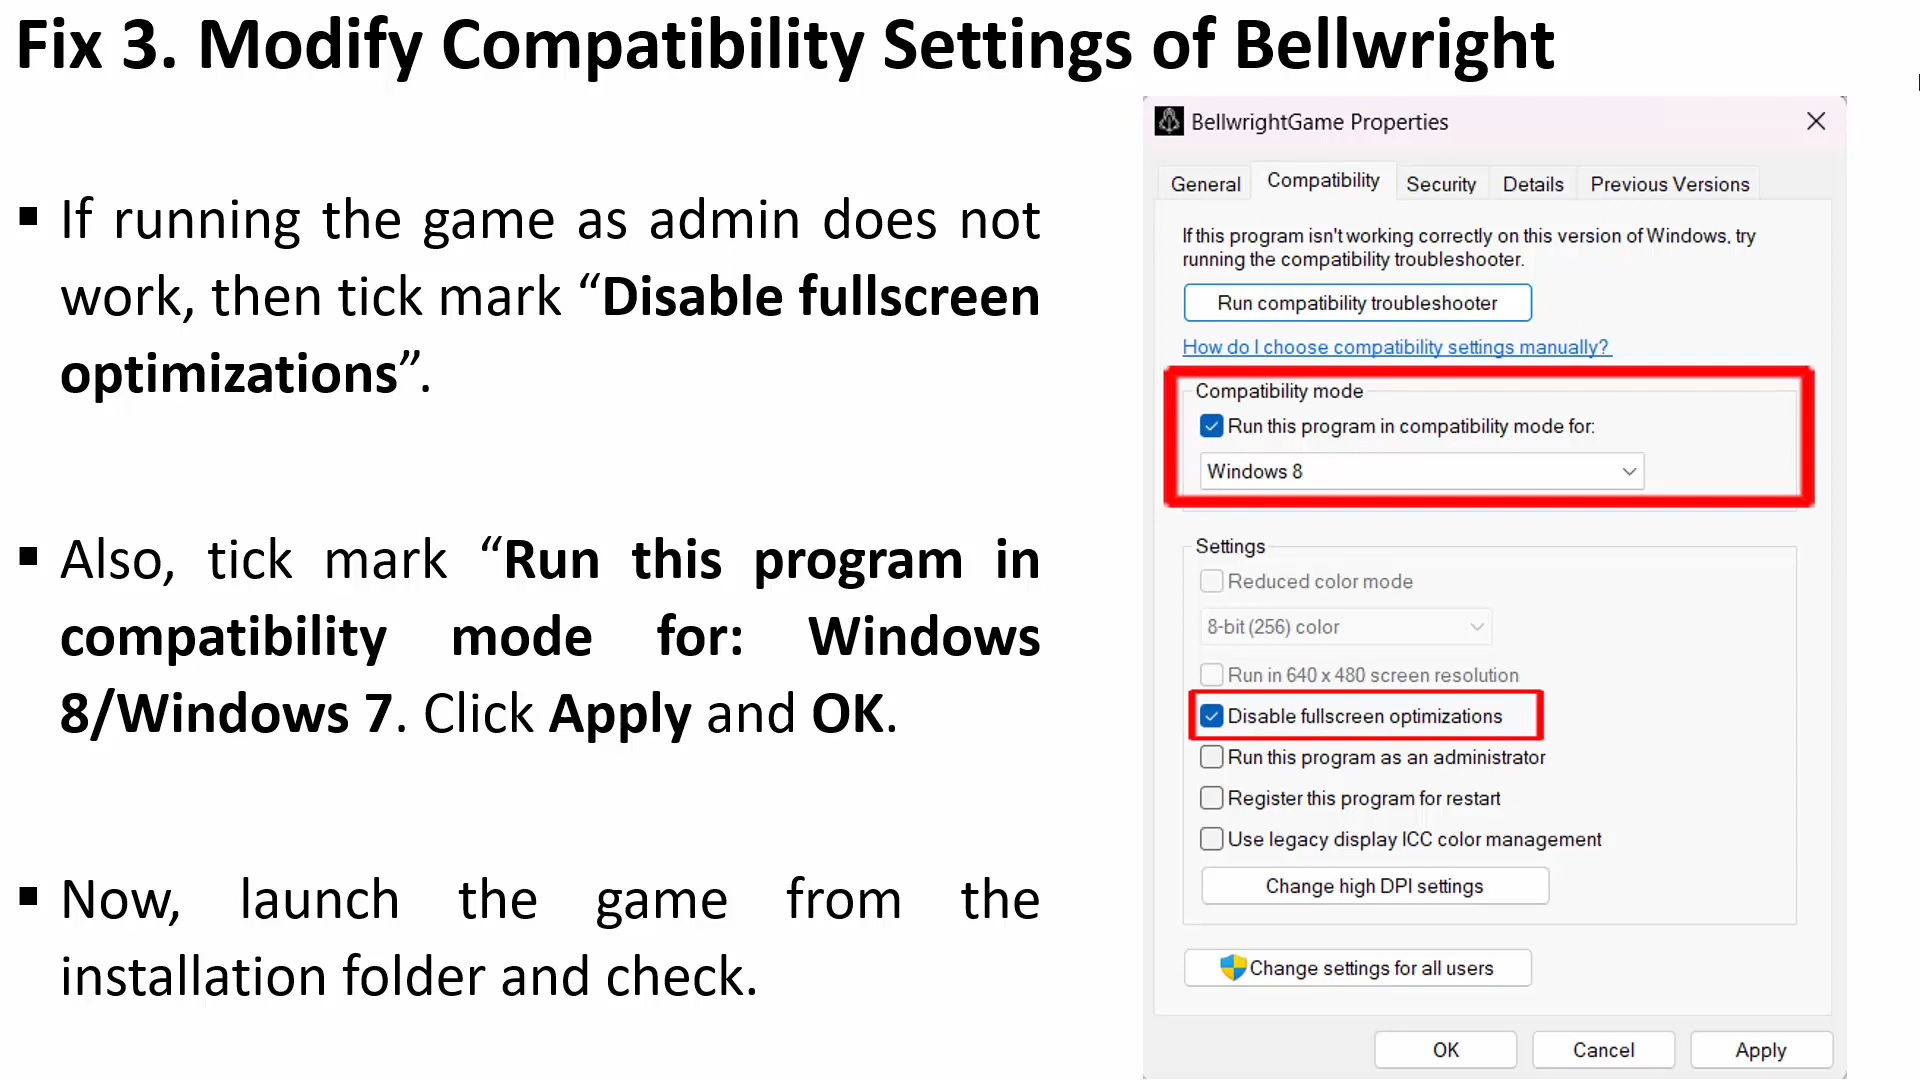 Fix 3. Modify Compatibility Settings of Bellwright
▪ If running the game as admin does not
work, then tick mark “Disable fullscreen
optimizations”.
▪ Also, tick mark “Run this program in
compatibility mode for: Windows
8/Windows 7. Click Apply and OK.
▪ Now, launch the game from the
installation folder and check.
BellwrightGame Properties
General Compatibility Security Details Previous Versions
If this program isn't working correctly on this version of Windows, try
running the compatibility troubleshooter.
Run compatibility troubleshooter
How do I choose compatibility settings manually?
Compatibility mode
Run this program in compatibility mode for:
Windows 8
Settings
Reduced color mode
8-bit (256) color
Run in 640 x 480 screen resolution
Disable fullscreen optimizations
Run this program as an administrator
Register this program for restart
Use legacy display ICC color management
Change high DPI settings
Change settings for all users
OK Cancel Apply